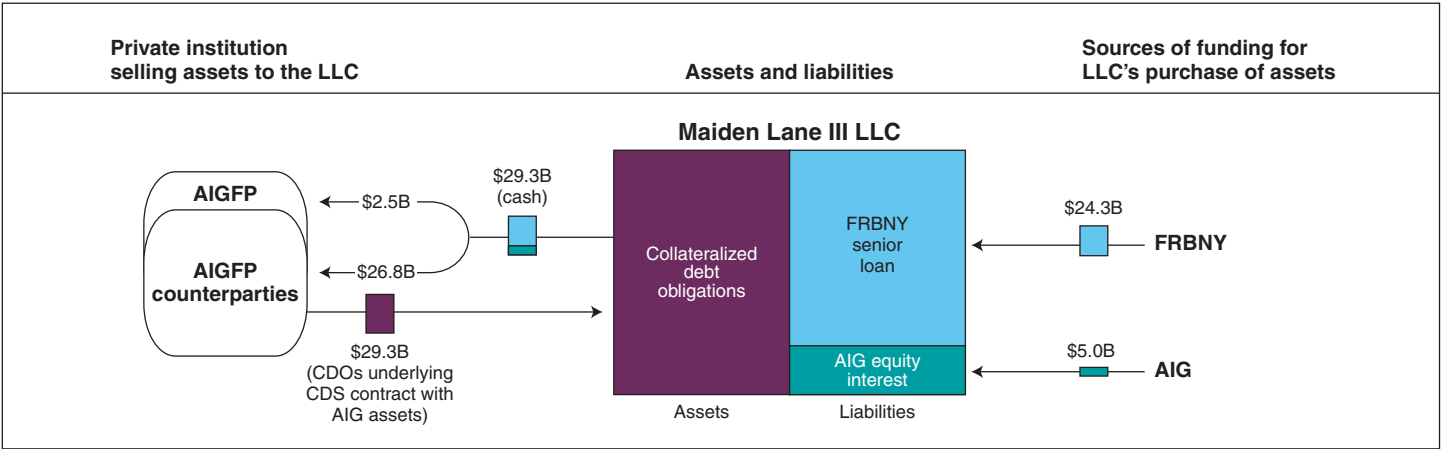 Private institution
selling assets to the LLC
Assets and liabilities
Sources of funding for
LLC's purchase of assets
Maiden Lane III LLC
AIGFP
AIGFP
counterparties
$2.5B
$26.8B
$29.3B
(cash)
$29.3B
(CDOs underlying
CDS contract with
AIG assets)
Collateralized
debt
obligations
FRBNY
senior
loan
AIG equity
interest
Assets
Liabilities
$24.3B
FRBNY
$5.0B
AIG